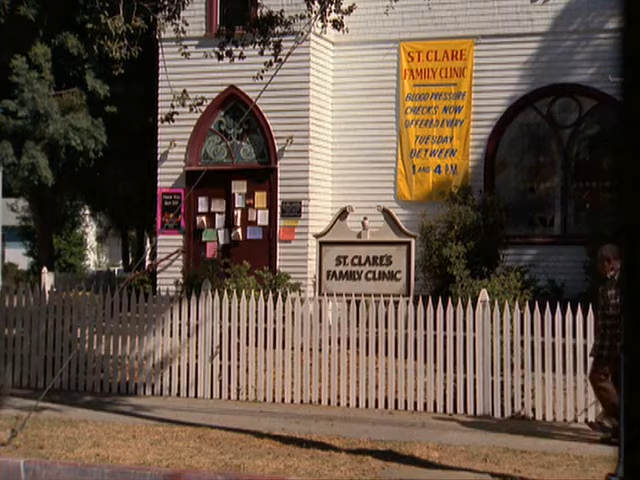 ST. CLARE
FAMILY CLINIC
BLOOD PRESSURE
CHECKS NOW
OFFERED EVERY
TUESDAY
BETWEEN
1 AND 4 P.M.
ST. CLARE'S
FAMILY CLINIC